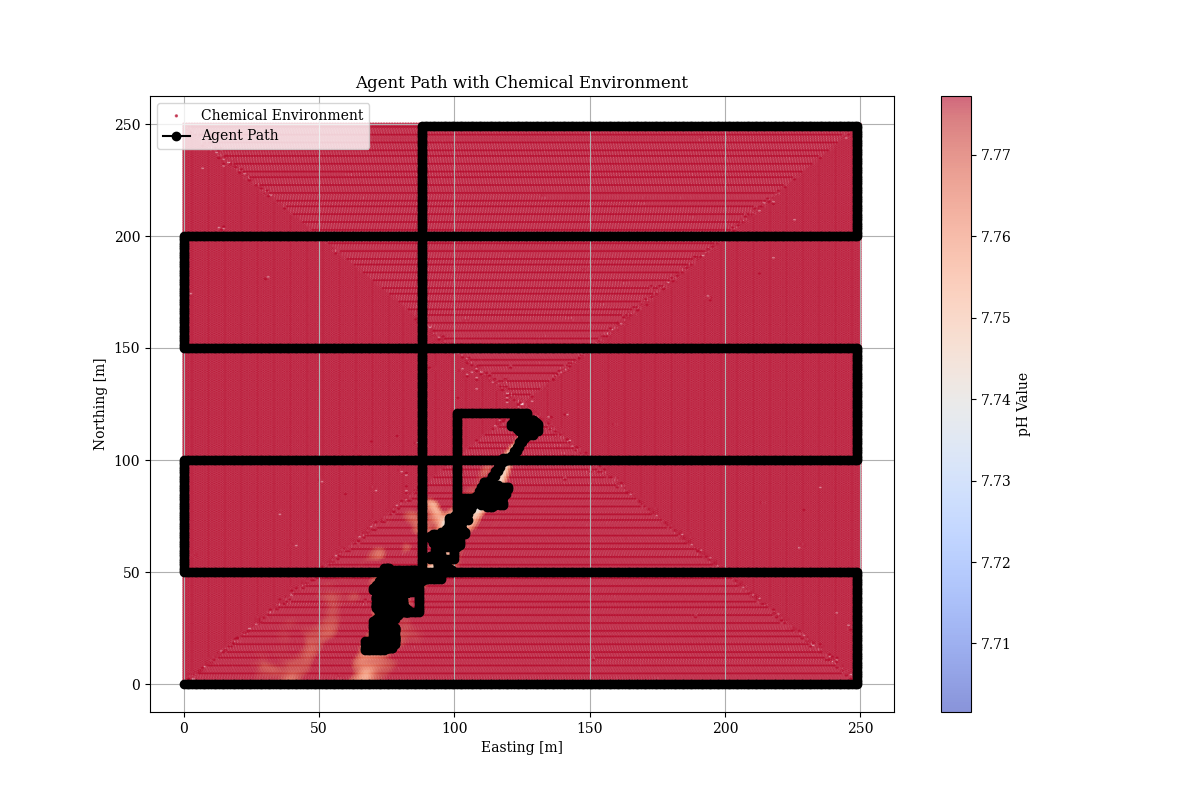 Agent Path with Chemical Environment
Chemical Environment
Agent Path
250
200
150
100
50
0
Northing [m]
0 50 100 150 200 250
Easting [m]
7.77
7.76
7.75
7.74
7.73
7.72
7.71
pH Value